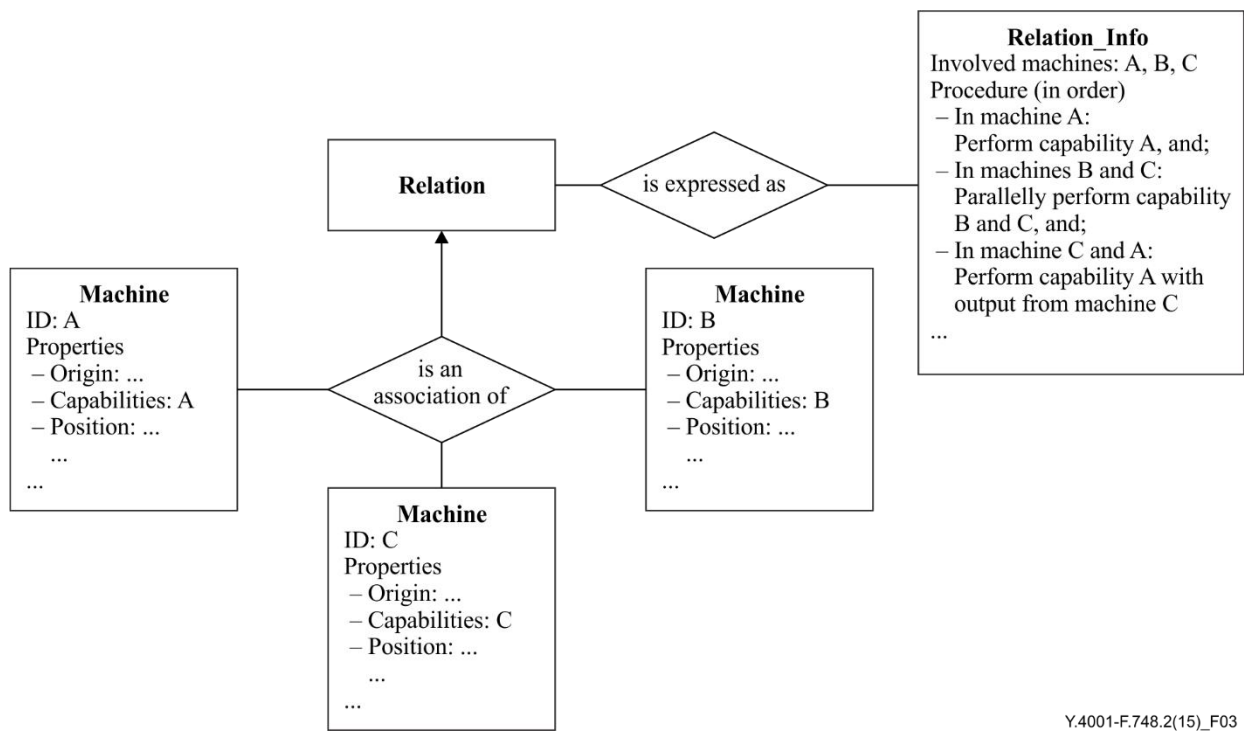 Relation_Info
Involved machines: A, B, C
Procedure (in order)
– In machine A:
Perform capability A, and;
– In machines B and C:
Parallelly perform capability
B and C, and;
– In machine C and A:
Perform capability A with
output from machine C
...
Relation
is expressed as
Machine
ID: A
Properties
– Origin: ...
– Capabilities: A
– Position: ...
...
...
is an
association of
Machine
ID: B
Properties
– Origin: ...
– Capabilities: B
– Position: ...
...
...
Machine
ID: C
Properties
– Origin: ...
– Capabilities: C
– Position: ...
...
...
Y.4001-F.748.2(15)_F03